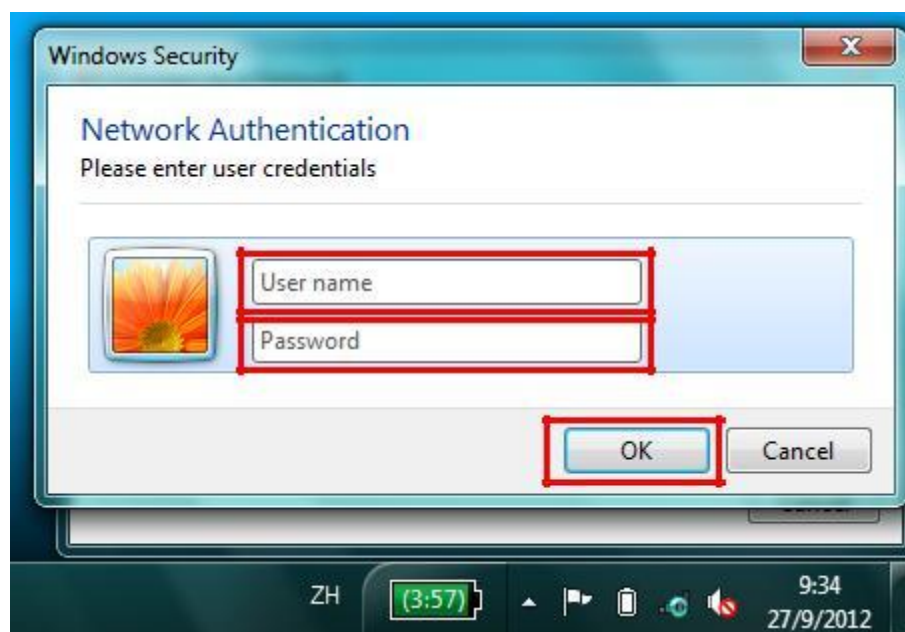 Windows Security
Network Authentication
Please enter user credentials
User name
Password
OK
Cancel
ZH
(3:57)
9:34
27/9/2012